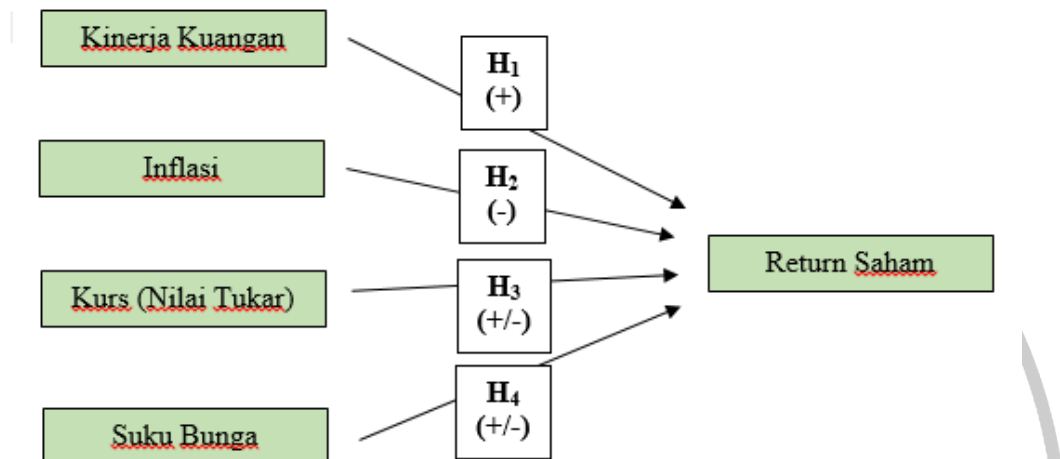 Kinerja Kuangan
H₁
(+)
Inflasi
H₂
(-)
Return Saham
Kurs (Nilai Tukar)
H₃
(+/-)
H₄
(+/-)
Suku Bunga